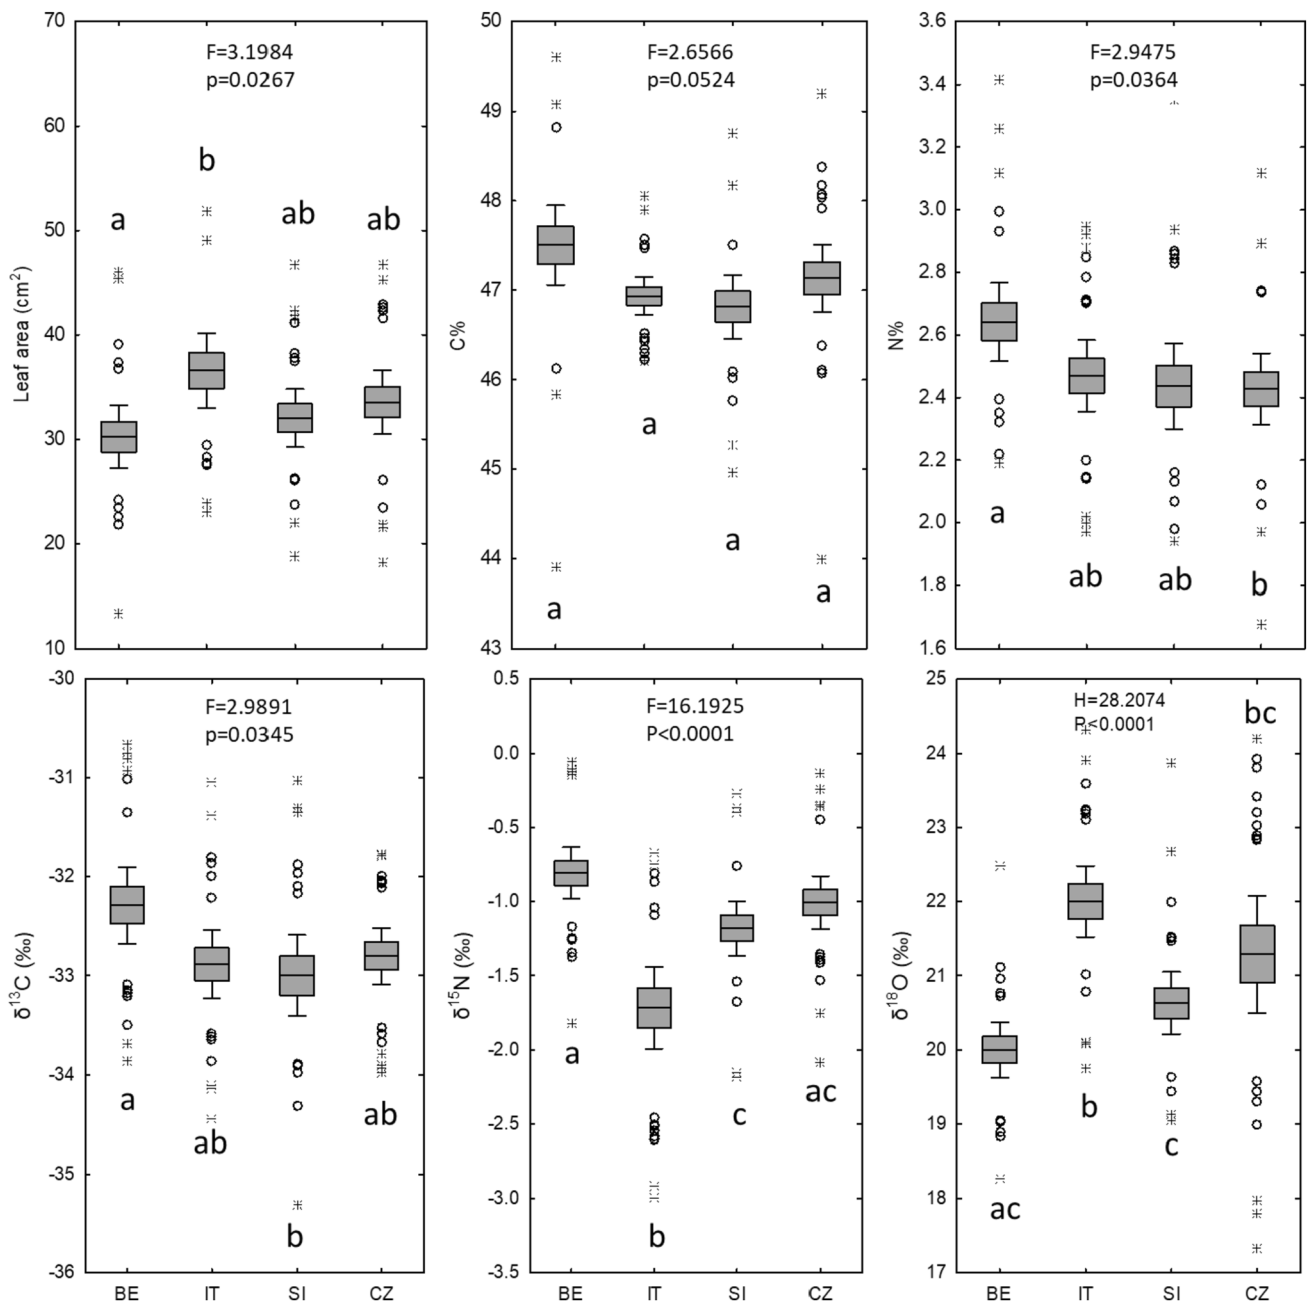 F=3.1984
p=0.0267
Leaf area (cm²)
70
60
50
40
30
20
10
a
b
ab
ab
F=2.6566
p=0.0524
C%
50
49
48
47
46
45
44
43
a
a
a
a
F=2.9475
p=0.0364
N%
3.6
3.4
3.2
3.0
2.8
2.6
2.4
2.2
2.0
1.8
1.6
a
ab
ab
b
F=2.9891
p=0.0345
δ¹³C (‰)
-30
-31
-32
-33
-34
-35
-36
a
ab
b
ab
BE IT SI CZ
F=16.1925
P<0.0001
δ¹⁵N (‰)
0.5
0.0
-0.5
-1.0
-1.5
-2.0
-2.5
-3.0
-3.5
a
b
c
ac
BE IT SI CZ
H=28.2074
P<0.0001
δ¹⁸O (‰)
25
24
23
22
21
20
19
18
17
ac
b
c
bc
BE IT SI CZ